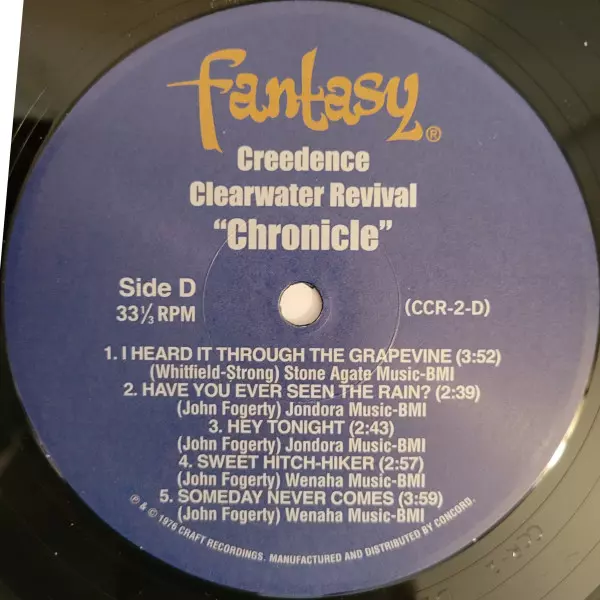 fantasy®
Creedence
Clearwater Revival
"Chronicle"
Side D
33⅓ RPM
(CCR-2-D)
1. I HEARD IT THROUGH THE GRAPEVINE (3:52)
(Whitfield-Strong) Stone Agate Music-BMI
2. HAVE YOU EVER SEEN THE RAIN? (2:39)
(John Fogerty) Jondora Music-BMI
3. HEY TONIGHT (2:43)
(John Fogerty) Jondora Music-BMI
4. SWEET HITCH-HIKER (2:57)
(John Fogerty) Wenaha Music-BMI
5. SOMEDAY NEVER COMES (3:59)
(John Fogerty) Wenaha Music-BMI
℗ & © 1976 CRAFT RECORDINGS. MANUFACTURED AND DISTRIBUTED BY CONCORD.